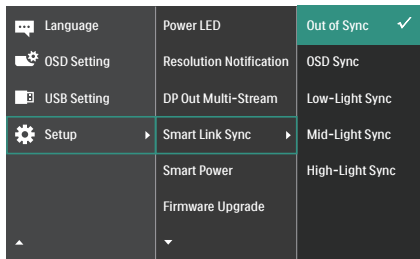 Language
OSD Setting
USB Setting
Setup
Power LED
Resolution Notification
DP Out Multi-Stream
Smart Link Sync
Smart Power
Firmware Upgrade
Out of Sync
OSD Sync
Low-Light Sync
Mid-Light Sync
High-Light Sync